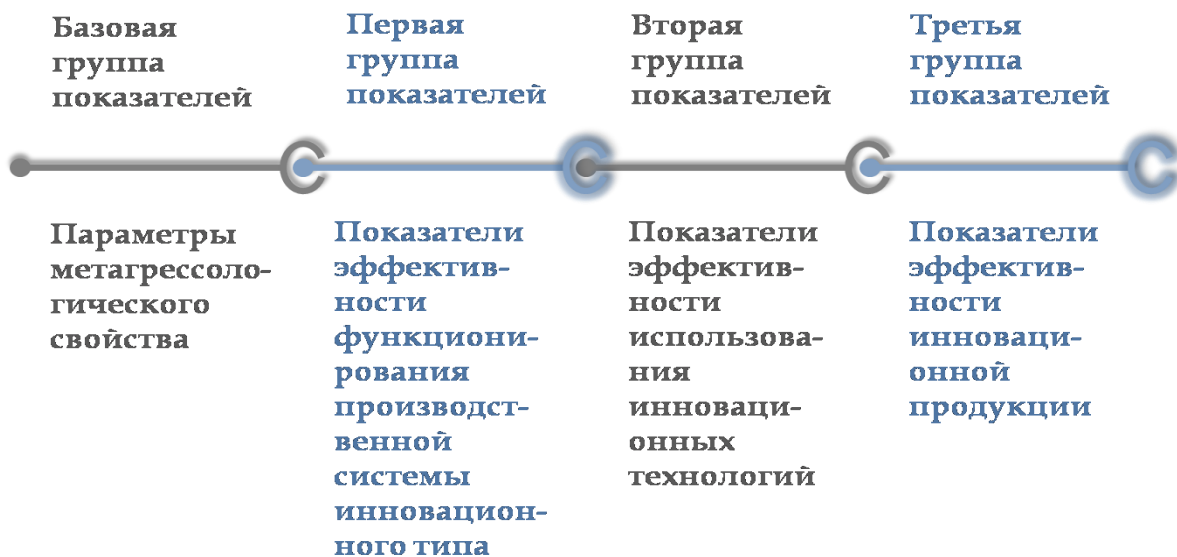 Базовая
группа
показателей
Первая
группа
показателей
Вторая
группа
показателей
Третья
группа
показателей
Параметры
метагрессоло-
гического
свойства
Показатели
эффектив-
ности
функциони-
рования
производст-
венной
системы
инновацион-
ного типа
Показатели
эффектив-
ности
использова-
ния
инноваци-
онных
технологий
Показатели
эффектив-
ности
инноваци-
онной
продукции